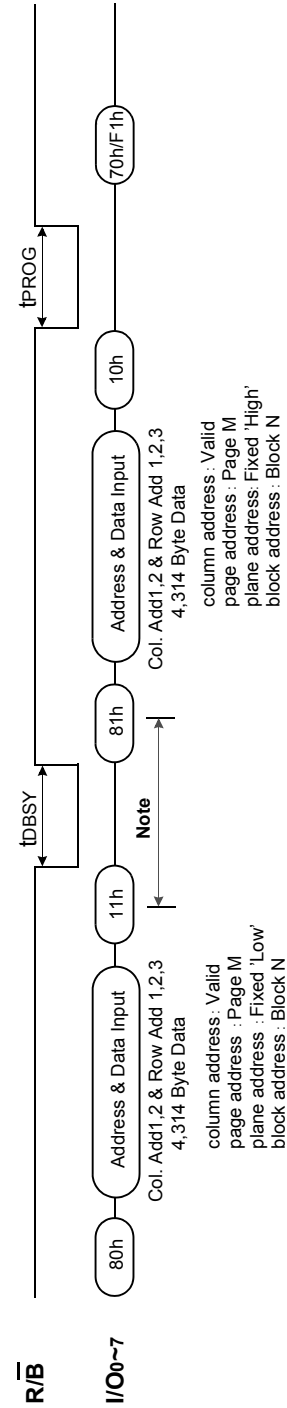 R/B
tDBSY
tPROG
I/O0~7
80h
Address & Data Input
11h
81h
Address & Data Input
10h
70h/F1h
Col. Add1,2 & Row Add 1,2,3
4,314 Byte Data
Note
Col. Add1,2 & Row Add 1,2,3
4,314 Byte Data
column address : Valid
page address : Page M
plane address : Fixed 'Low'
block address : Block N
column address : Valid
page address : Page M
plane address: Fixed 'High'
block address : Block N